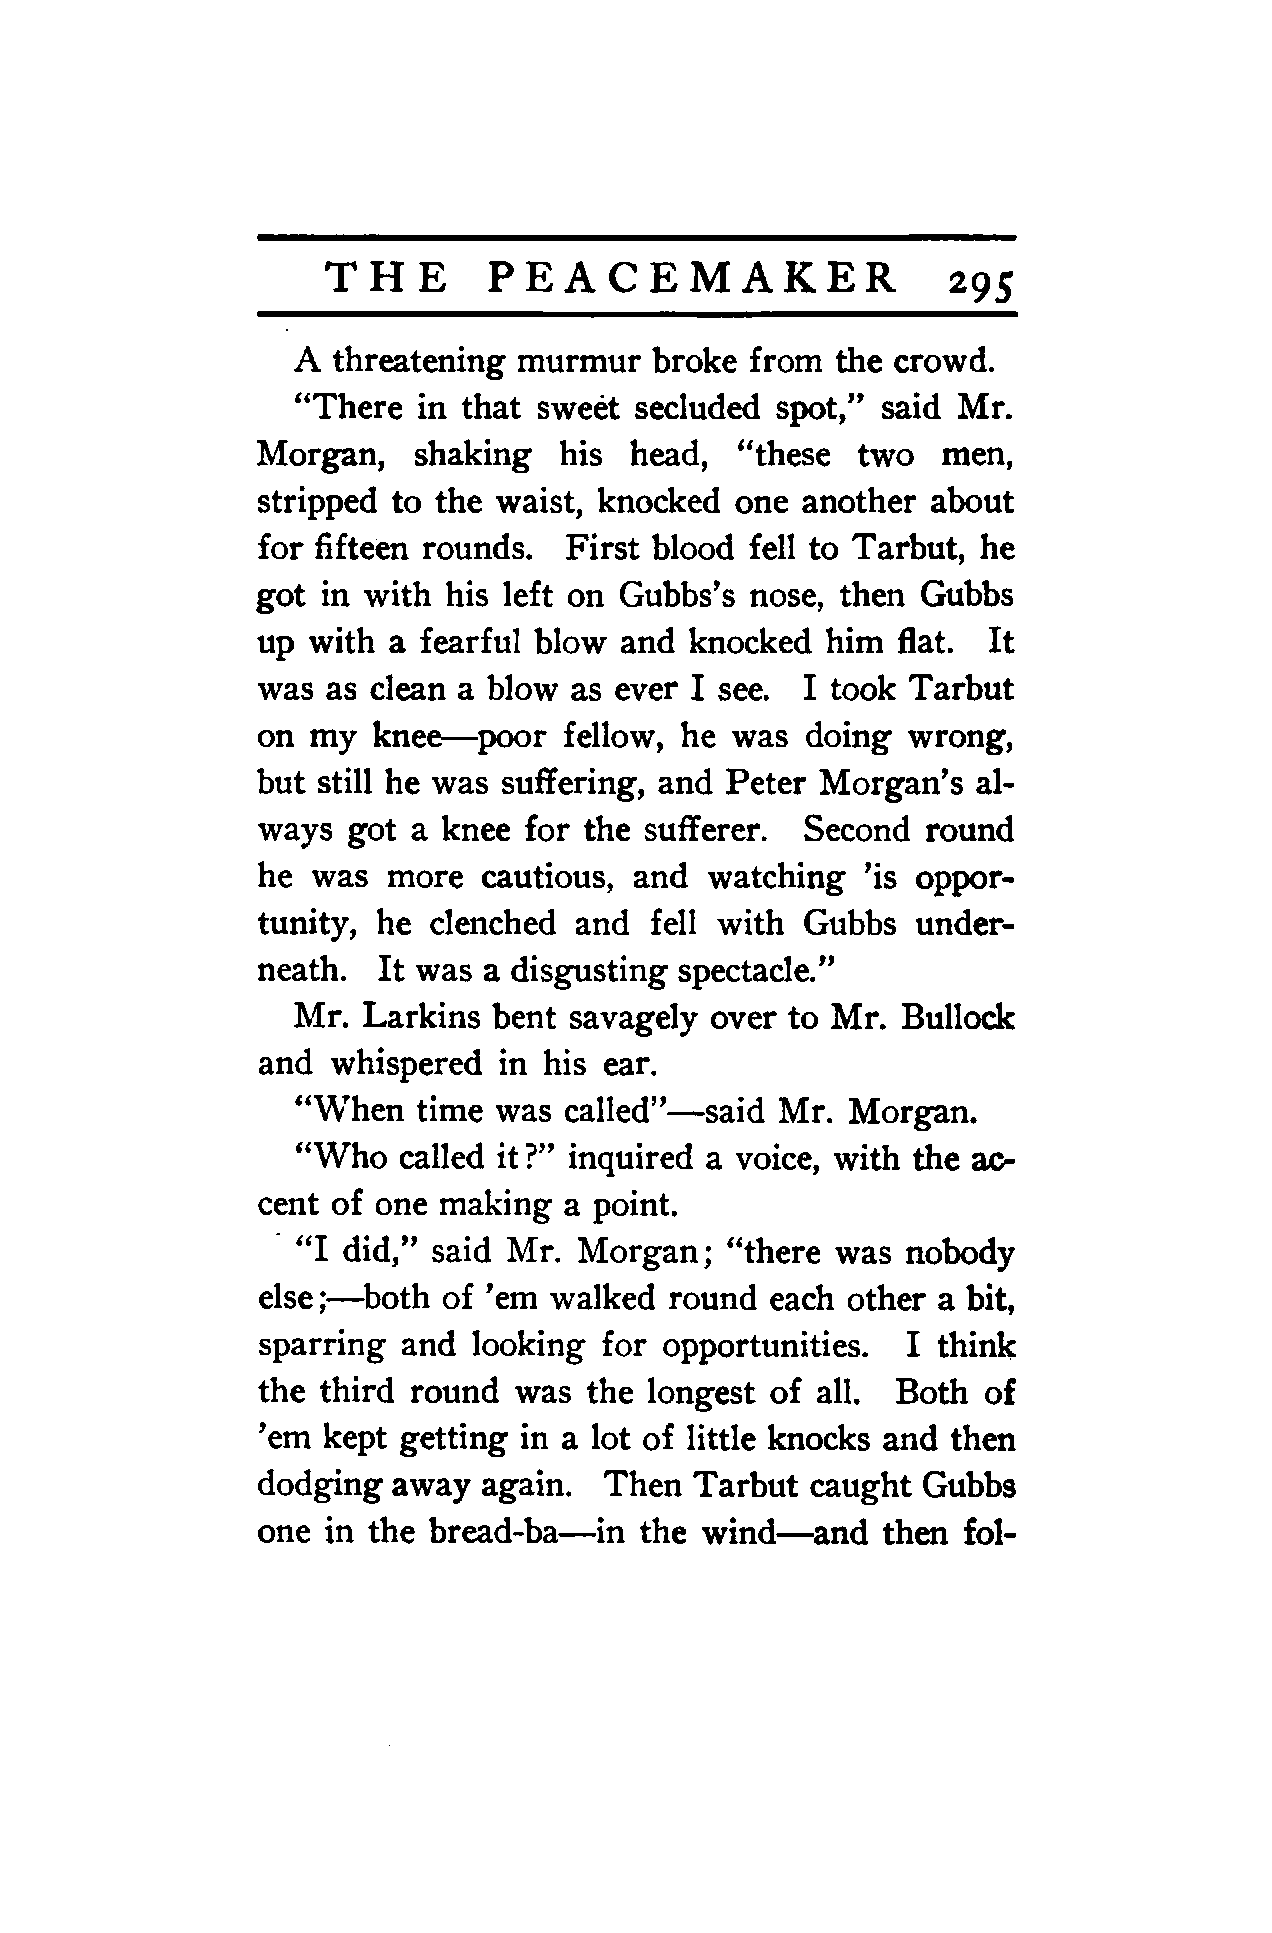 THE PEACEMAKER 295
A threatening murmur broke from the crowd.
“There in that sweet secluded spot,” said Mr.
Morgan, shaking his head, “these two men,
stripped to the waist, knocked one another about
for fifteen rounds. First blood fell to Tarbut, he
got in with his left on Gubbs’s nose, then Gubbs
up with a fearful blow and knocked him flat. It
was as clean a blow as ever I see. I took Tarbut
on my knee—poor fellow, he was doing wrong,
but still he was suffering, and Peter Morgan’s al-
ways got a knee for the sufferer. Second round
he was more cautious, and watching ’is oppor-
tunity, he clenched and fell with Gubbs under-
neath. It was a disgusting spectacle.”
Mr. Larkins bent savagely over to Mr. Bullock
and whispered in his ear.
“When time was called”—said Mr. Morgan.
“Who called it?” inquired a voice, with the ac-
cent of one making a point.
“I did,” said Mr. Morgan; “there was nobody
else;—both of ’em walked round each other a bit,
sparring and looking for opportunities. I think
the third round was the longest of all. Both of
’em kept getting in a lot of little knocks and then
dodging away again. Then Tarbut caught Gubbs
one in the bread-ba—in the wind—and then fol-